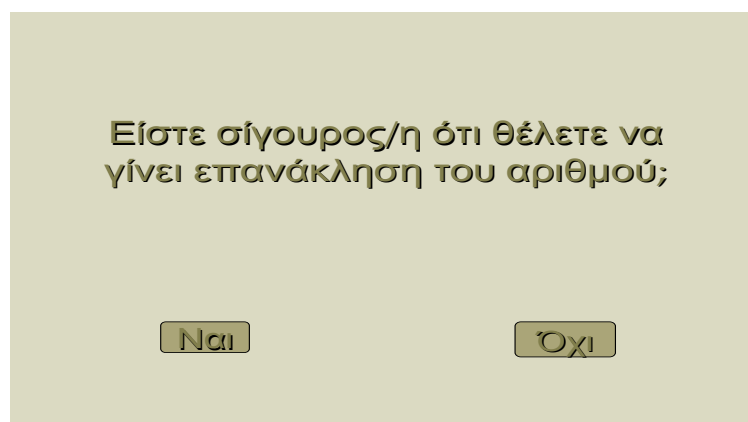 Είστε σίγουρος/η ότι θέλετε να
γίνει επανάκληση του αριθμού;
Ναι
Όχι